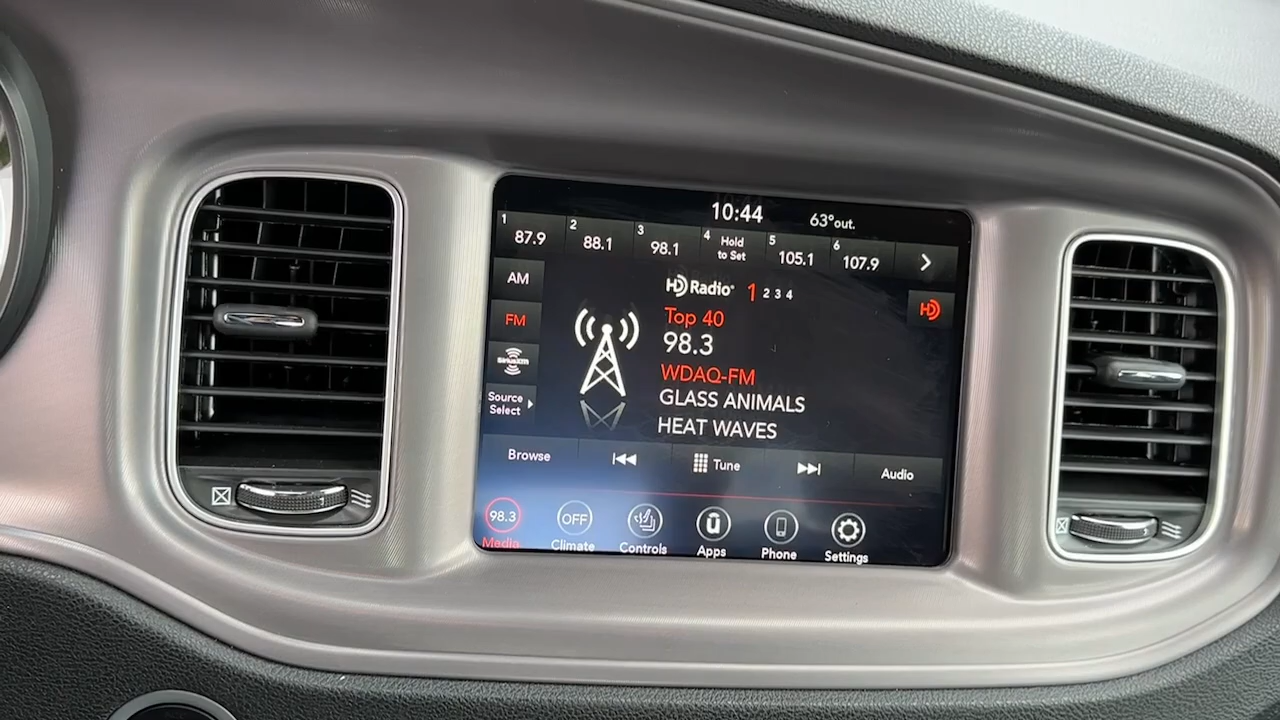 10:44 63°out.
1 87.9 2 88.1 3 98.1 4 Hold to Set 5 105.1 6 107.9
AM
HD Radio 1 2 3 4
HD
FM
Top 40
98.3
SiriusXM
WDAQ-FM
Source Select
GLASS ANIMALS
HEAT WAVES
Browse Tune Audio
98.3 OFF
Media Climate Controls Apps Phone Settings